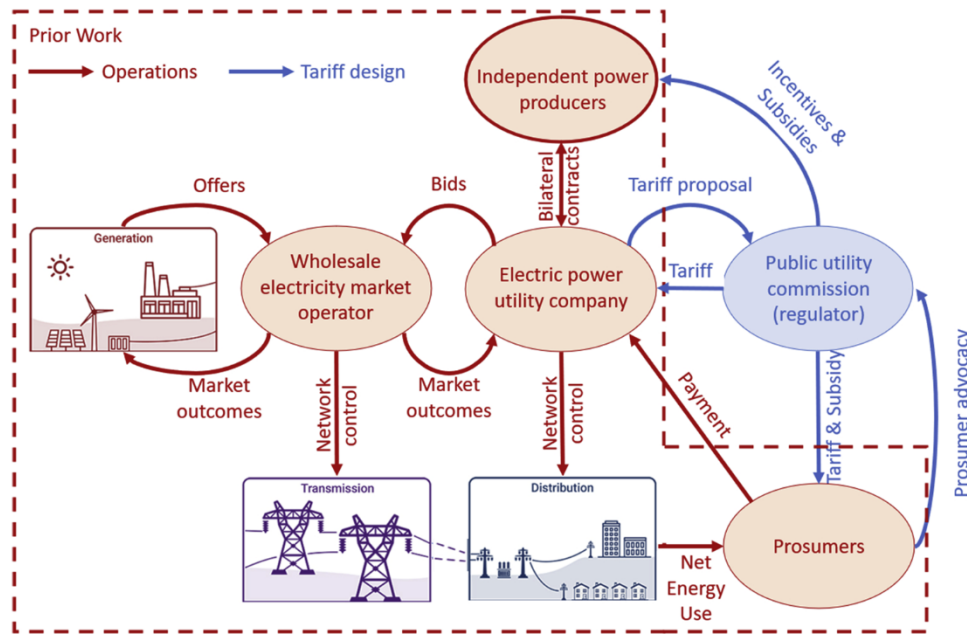 Prior Work
Operations
Tariff design
Independent power
producers
Incentives &
Subsidies
Offers
Bids
Bilateral
contracts
Tariff proposal
Generation
Wholesale
electricity market
operator
Electric power
utility company
Tariff
Public utility
commission
(regulator)
Market
outcomes
Network
control
Market
outcomes
Network
control
Payment
Tariff & Subsidy
Prosumer advocacy
Transmission
Distribution
Net
Energy
Use
Prosumers